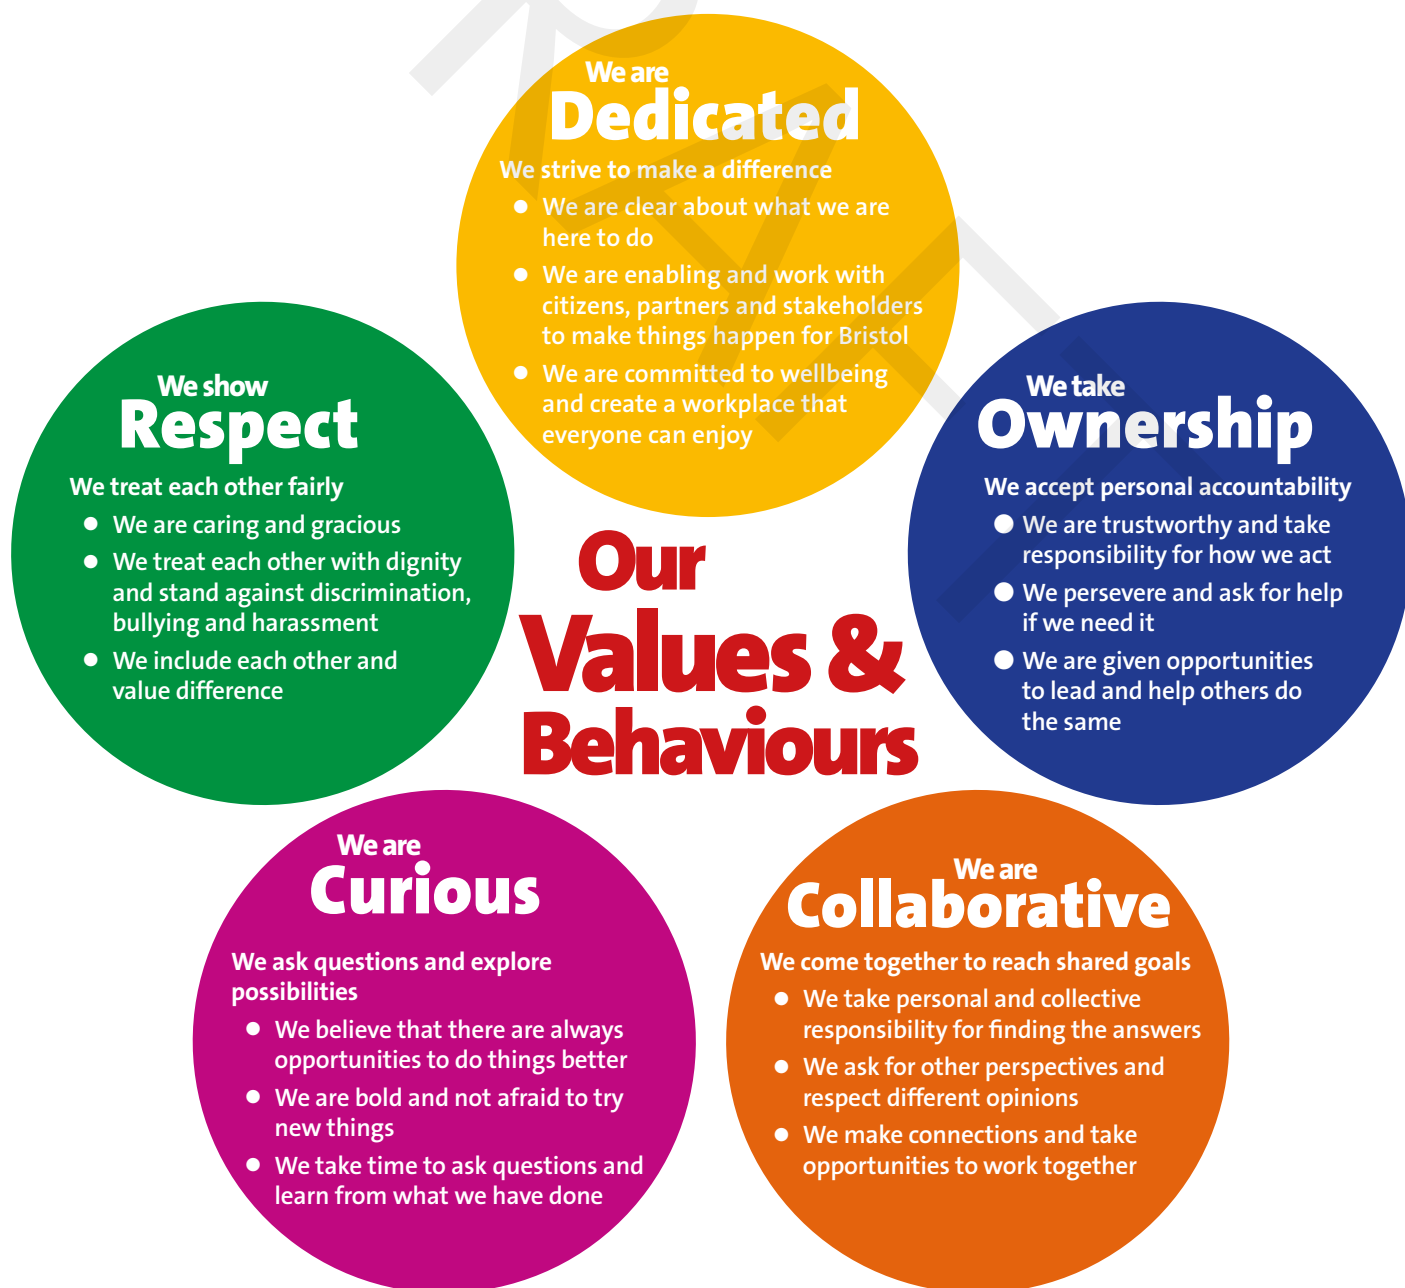 We are
Dedicated
We strive to make a difference
● We are clear about what we are
here to do
● We are enabling and work with
citizens, partners and stakeholders
to make things happen for Bristol
● We are committed to wellbeing
and create a workplace that
everyone can enjoy
We show
Respect
We treat each other fairly
● We are caring and gracious
● We treat each other with dignity
and stand against discrimination,
bullying and harassment
● We include each other and
value difference
We take
Ownership
We accept personal accountability
● We are trustworthy and take
responsibility for how we act
● We persevere and ask for help
if we need it
● We are given opportunities
to lead and help others do
the same
Our
Values &
Behaviours
We are
Curious
We ask questions and explore
possibilities
● We believe that there are always
opportunities to do things better
● We are bold and not afraid to try
new things
● We take time to ask questions and
learn from what we have done
We are
Collaborative
We come together to reach shared goals
● We take personal and collective
responsibility for finding the answers
● We ask for other perspectives and
respect different opinions
● We make connections and take
opportunities to work together
RAFT